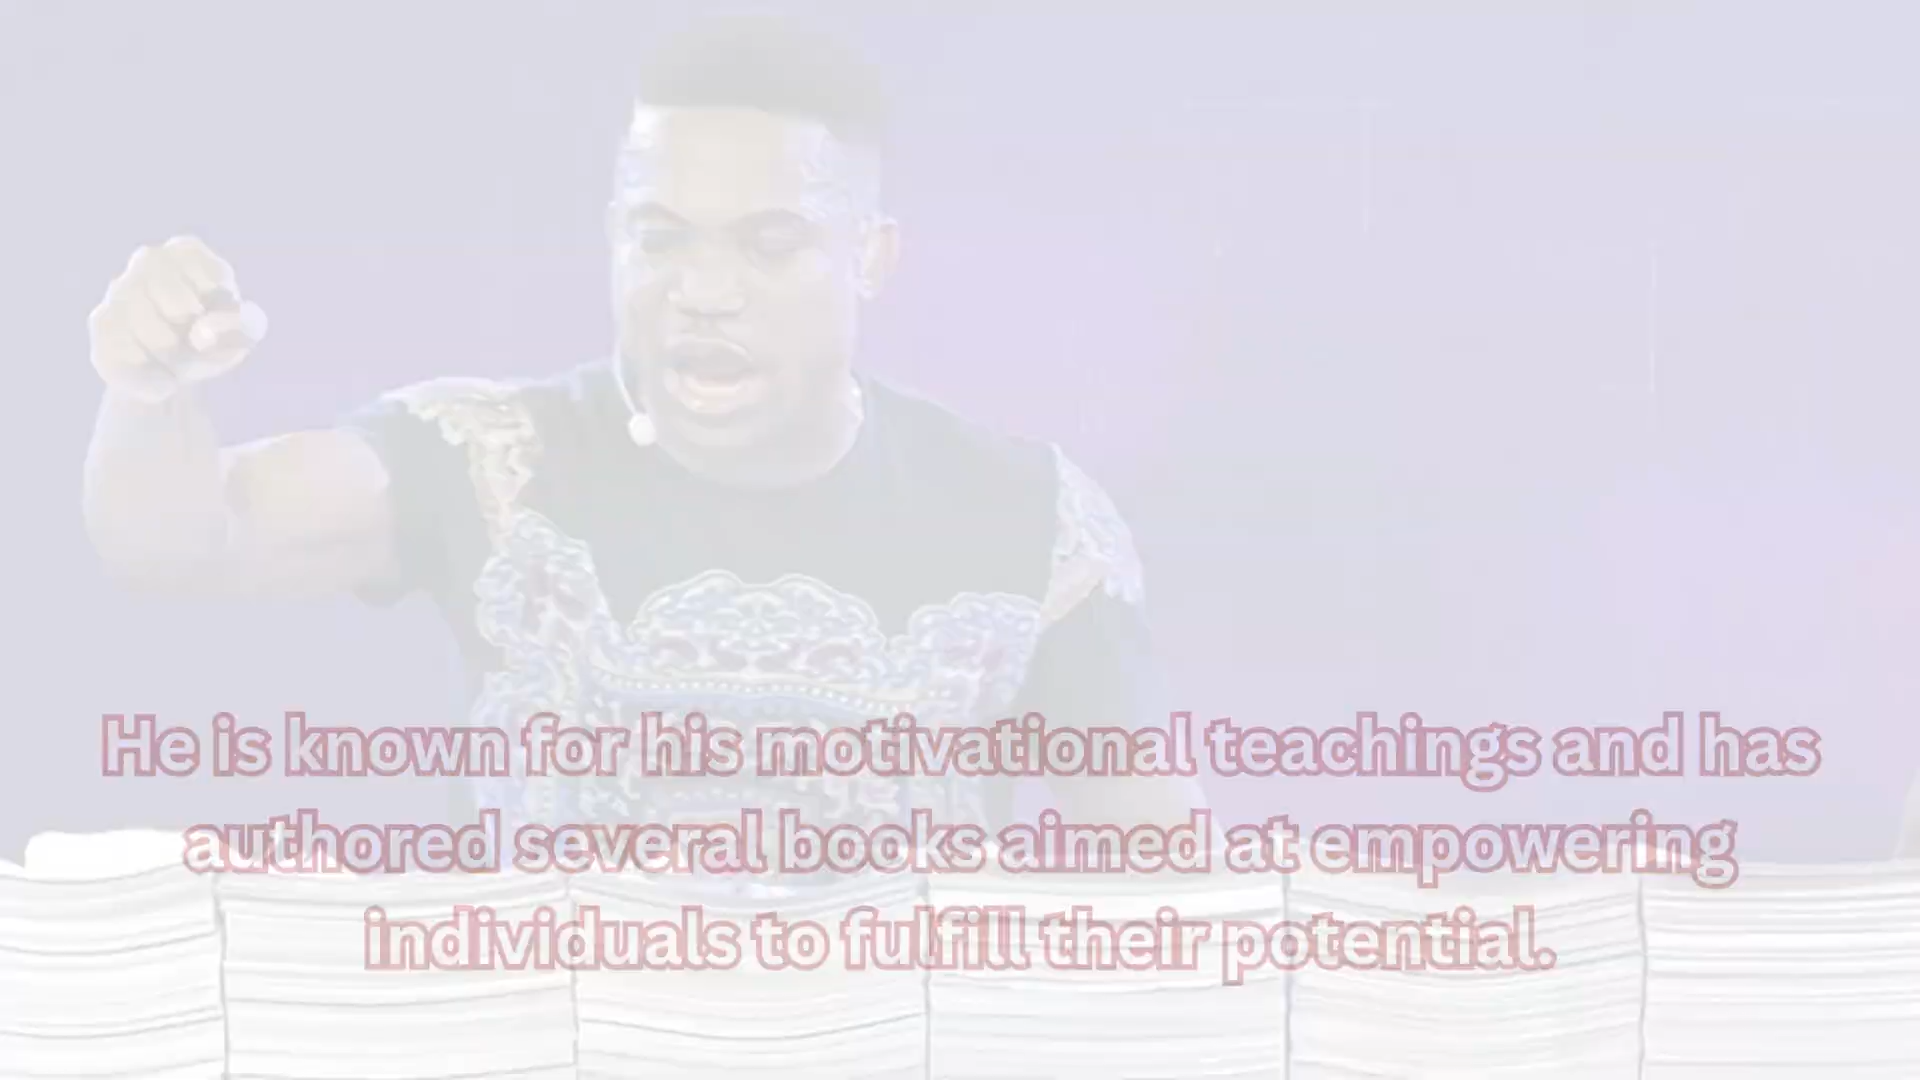 He is known for his motivational teachings and has
authored several books aimed at empowering
individuals to fulfill their potential.